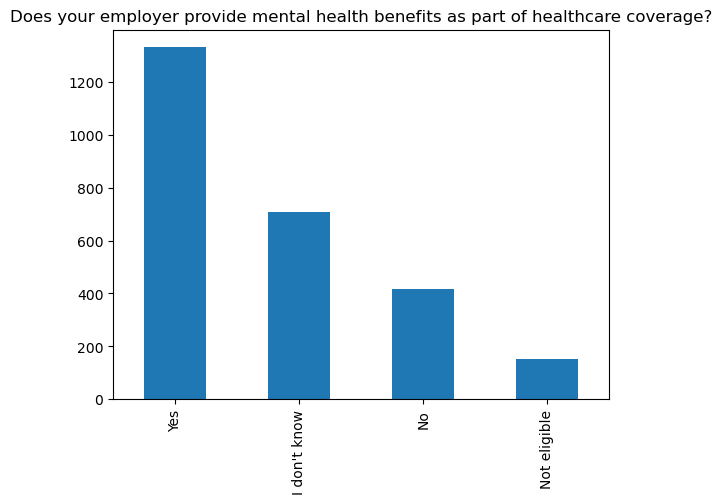 Does your employer provide mental health benefits as part of healthcare coverage?
1200
1000
800
600
400
200
0
Yes
I don't know
No
Not eligible